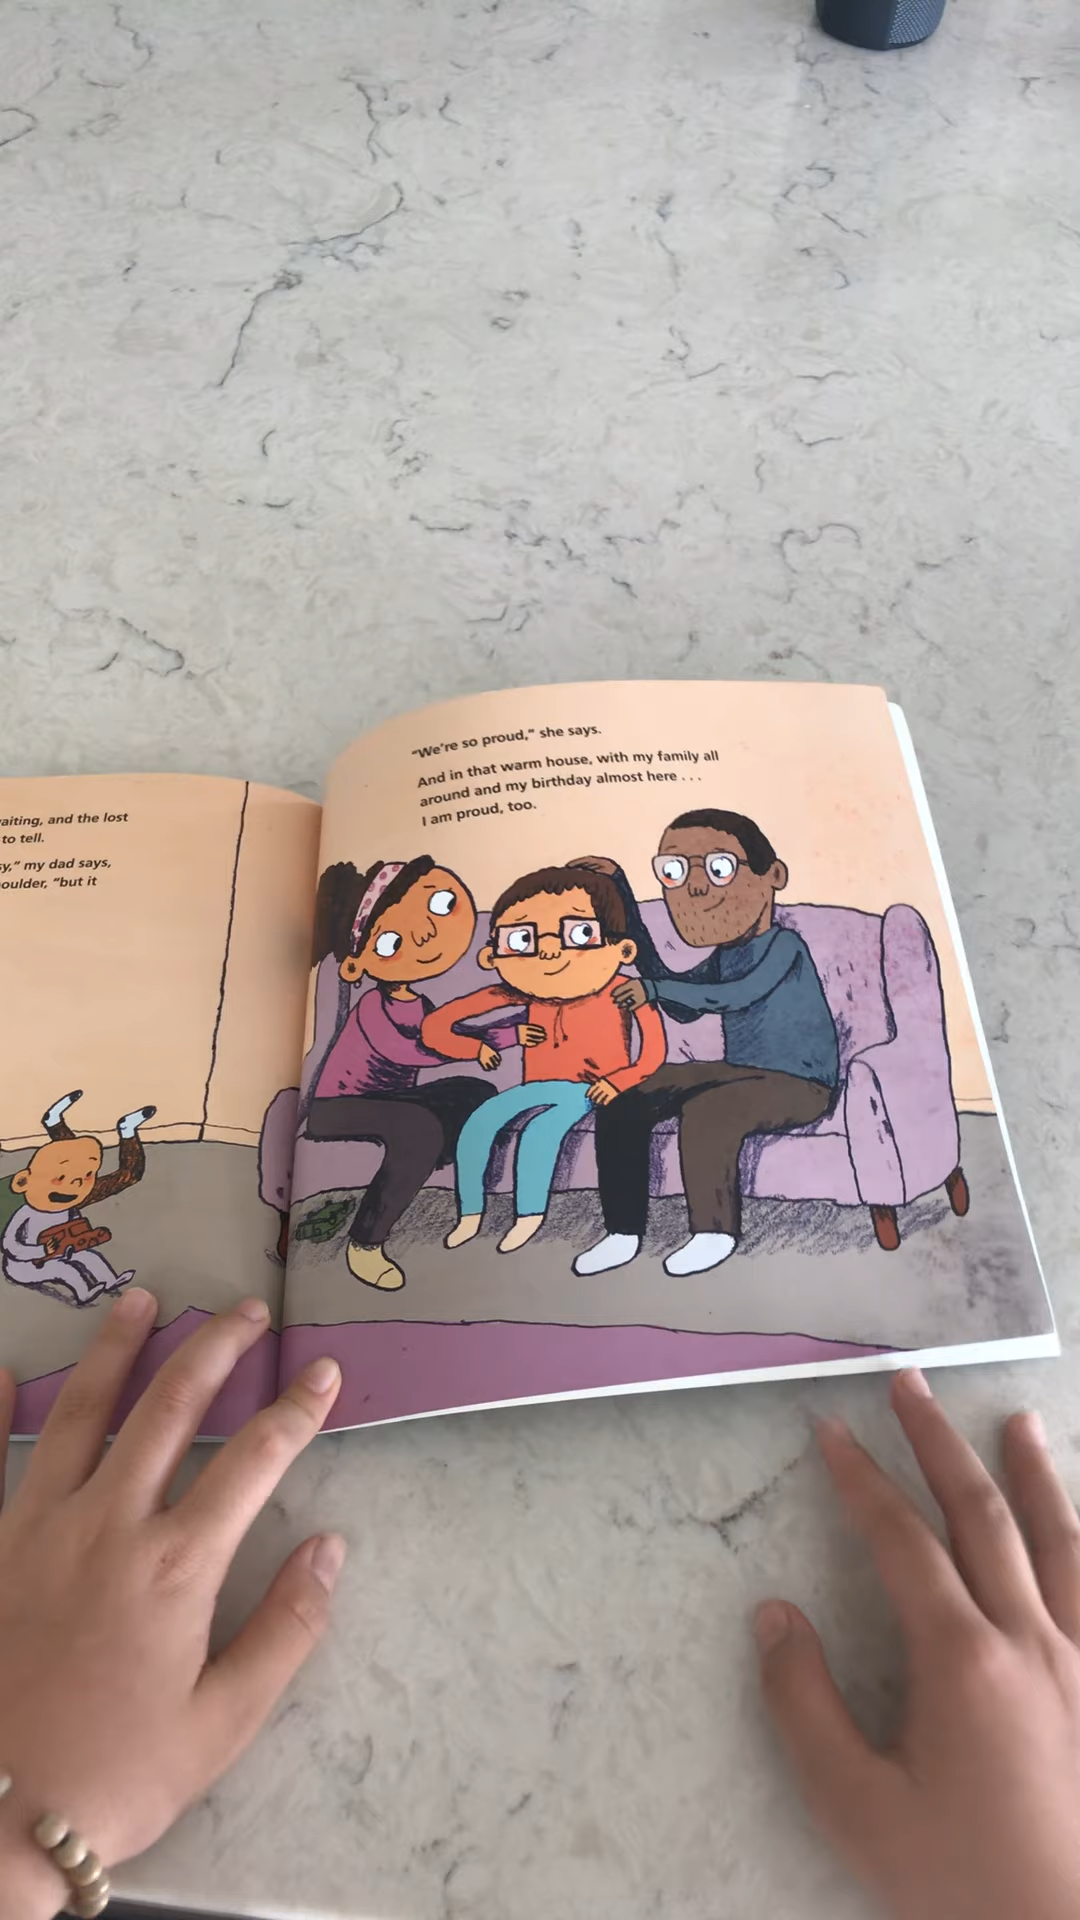 aiting, and the lost
to tell.
sy,” my dad says,
oulder, “but it
“We’re so proud,” she says.
And in that warm house, with my family all
around and my birthday almost here . . .
I am proud, too.